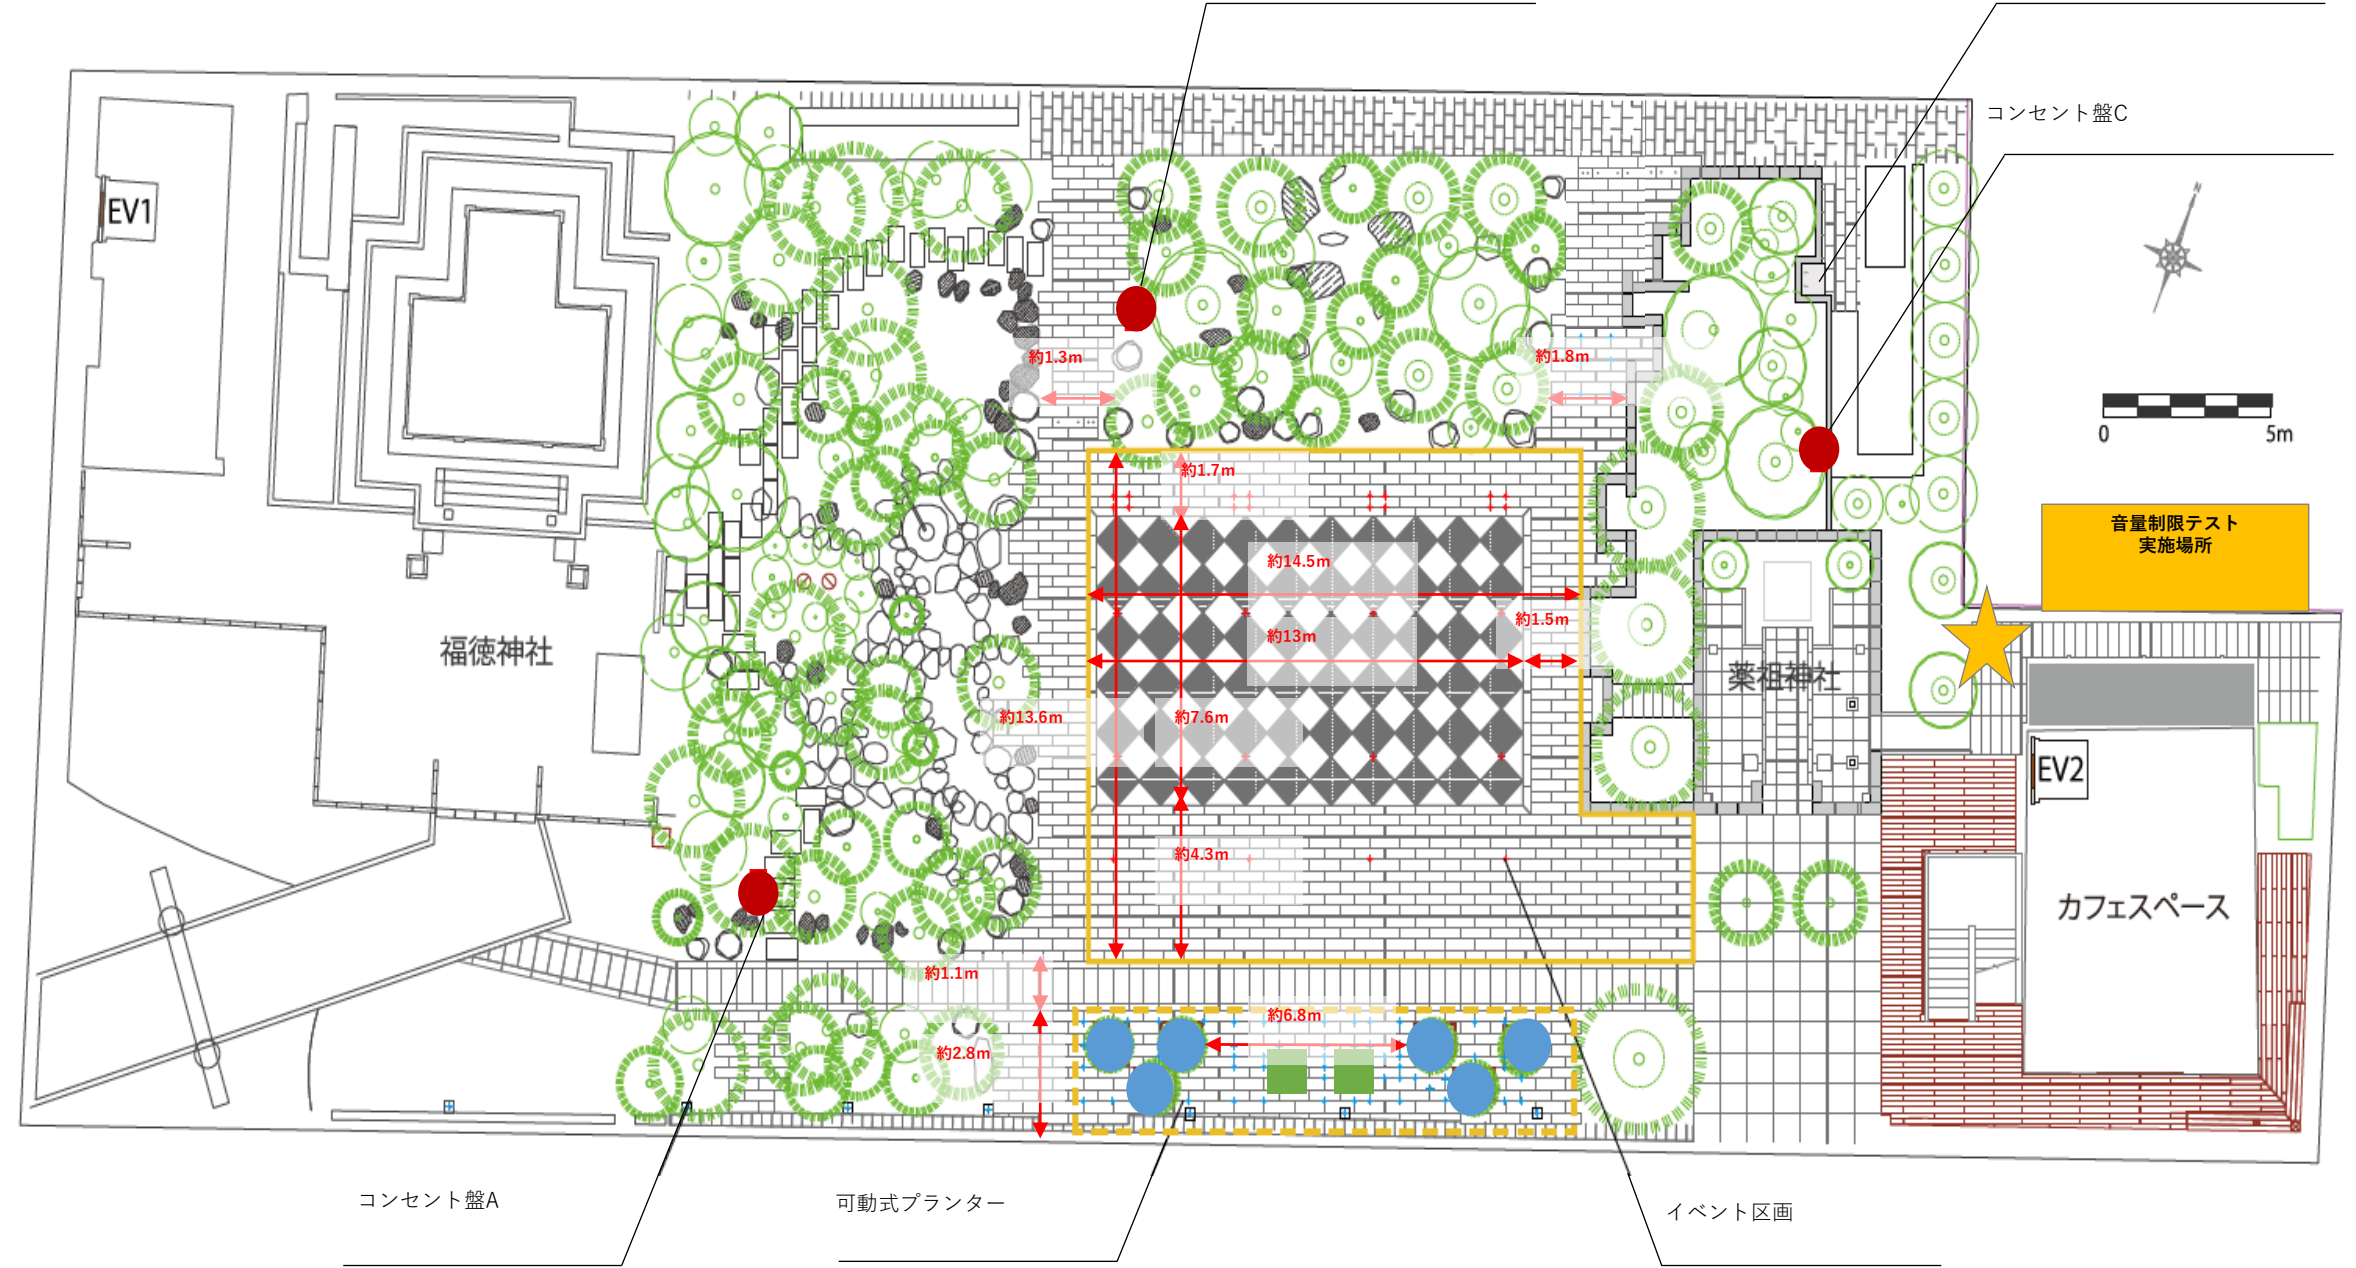 コンセント盤C
EV1
約1.3m
約1.8m
0
5m
約1.7m
音量制限テスト
実施場所
約14.5m
約1.5m
約13m
福徳神社
薬祖神社
約13.6m
約7.6m
EV2
約4.3m
カフェスペース
約1.1m
約6.8m
約2.8m
コンセント盤A
可動式プランター
イベント区画